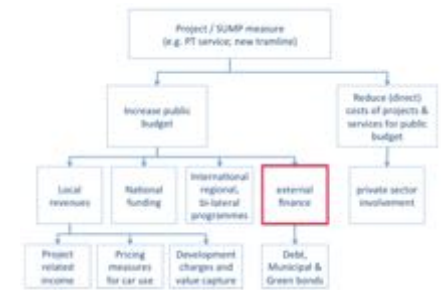 Project / SUMP measure
(e.g. PT service; new tramline)
Increase public
budget
Reduce (direct)
costs of projects &
services for public
budget
Local
revenues
National
funding
International
regional,
bi-lateral
programmes
external
finance
private sector
involvement
Project
related
income
Pricing
measures
for car use
Development
charges and
value capture
Debt,
Municipal &
Green bonds